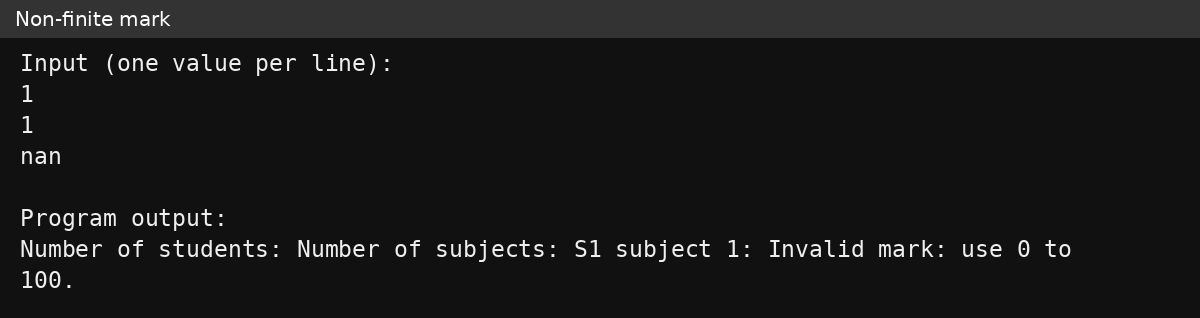 Non-finite mark
Input (one value per line):
1
1
nan
Program output:
Number of students: Number of subjects: S1 subject 1: Invalid mark: use 0 to
100.